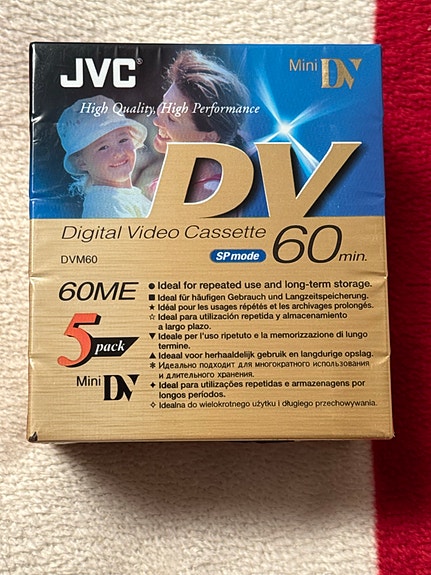 JVC®
Mini DV
High Quality, High Performance
DV
Digital Video Cassette
DVM60
SP mode
60 min.
60ME
5 pack
Mini DV
● Ideal for repeated use and long-term storage.
■ Ideal für häufigen Gebrauch und Langzeitspeicherung.
★ Idéal pour les usages répétés et les archivages prolongés.
☆ Ideal para utilización repetida y almacenamiento
a largo plazo.
▼ Ideale per l'uso ripetuto e la memorizzazione di lungo
termine.
▲ Ideaal voor herhaaldelijk gebruik en langdurige opslag.
✻ Идеально подходит для многократного использования
и длительного хранения.
✦ Ideal para utilizações repetidas e armazenagens por
longos períodos.
✧ Idealna do wielokrotnego użytku i długiego przechowywania.